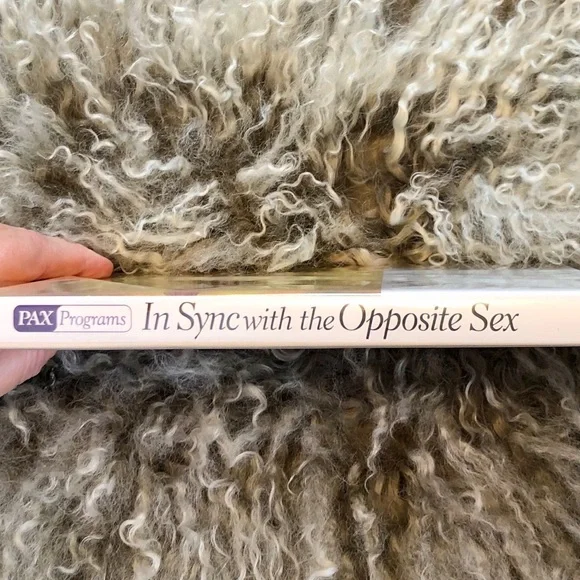 PAX Programs In Sync with the Opposite Sex